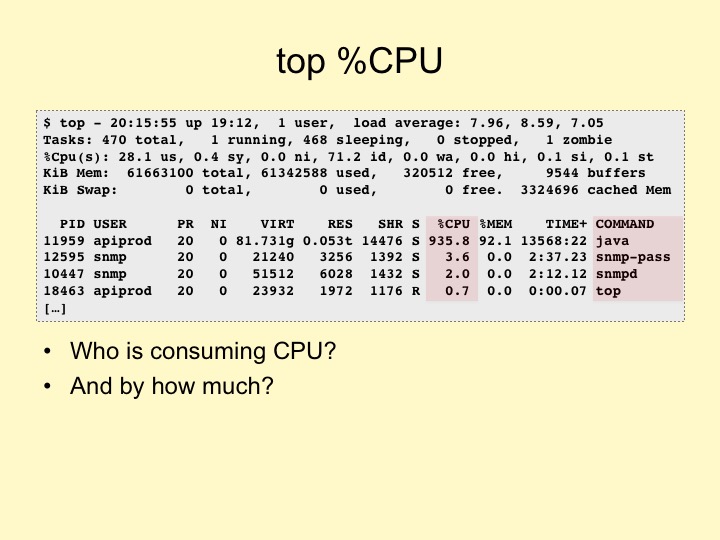 top %CPU
$ top - 20:15:55 up 19:12,  1 user,  load average: 7.96, 8.59, 7.05
Tasks: 470 total,   1 running, 468 sleeping,   0 stopped,   1 zombie
%Cpu(s): 28.1 us, 0.4 sy, 0.0 ni, 71.2 id, 0.0 wa, 0.0 hi, 0.1 si, 0.1 st
KiB Mem:  61663100 total, 61342588 used,   320512 free,     9544 buffers
KiB Swap:        0 total,        0 used,        0 free.  3324696 cached Mem
  PID USER      PR  NI    VIRT    RES   SHR S  %CPU %MEM    TIME+ COMMAND
11959 apiprod   20   0 81.731g 0.053t 14476 S 935.8 92.1 13568:22 java
12595 snmp      20   0   21240   3256  1392 S   3.6  0.0  2:37.23 snmp-pass
10447 snmp      20   0   51512   6028  1432 S   2.0  0.0  2:12.12 snmpd
18463 apiprod   20   0   23932   1972  1176 R   0.7  0.0  0:00.07 top
[…]
• Who is consuming CPU?
• And by how much?